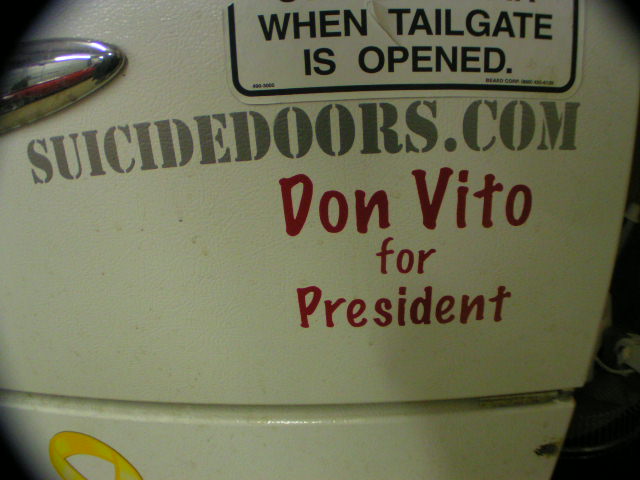 WHEN TAILGATE
IS OPENED.
SUICIDEDOORS.COM
Don Vito
for
President